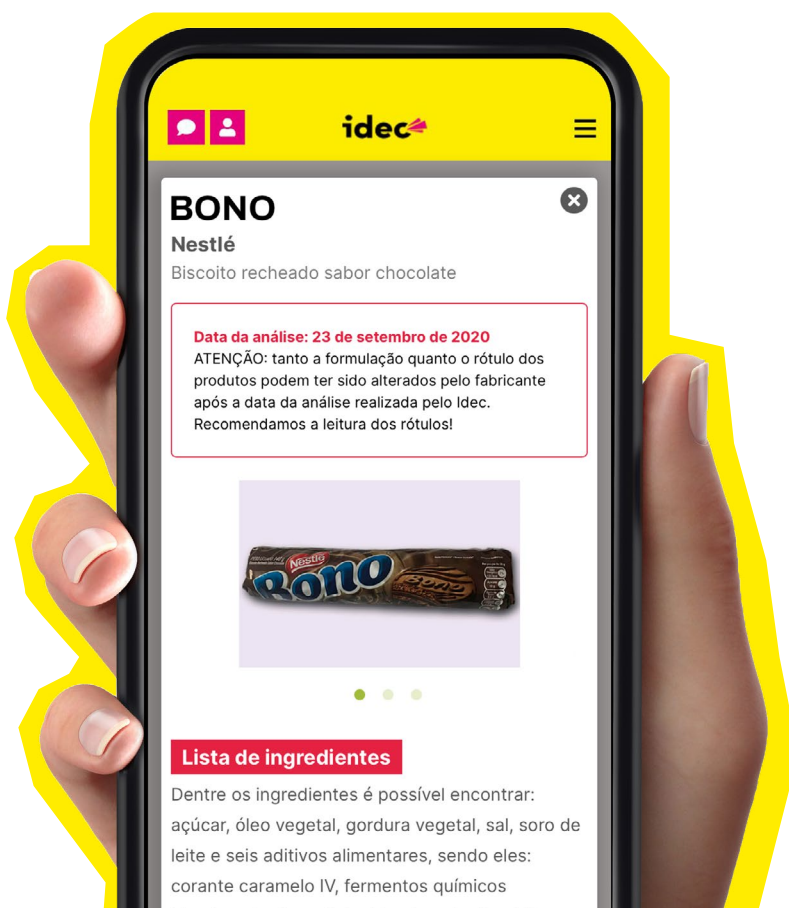 idec
BONO
Nestlé
Biscoito recheado sabor chocolate
Data da análise: 23 de setembro de 2020
ATENÇÃO: tanto a formulação quanto o rótulo dos
produtos podem ter sido alterados pelo fabricante
após a data da análise realizada pelo Idec.
Recomendamos a leitura dos rótulos!
Nestlé
Bono
BONO
Lista de ingredientes
Dentre os ingredientes é possível encontrar:
açúcar, óleo vegetal, gordura vegetal, sal, soro de
leite e seis aditivos alimentares, sendo eles:
corante caramelo IV, fermentos químicos